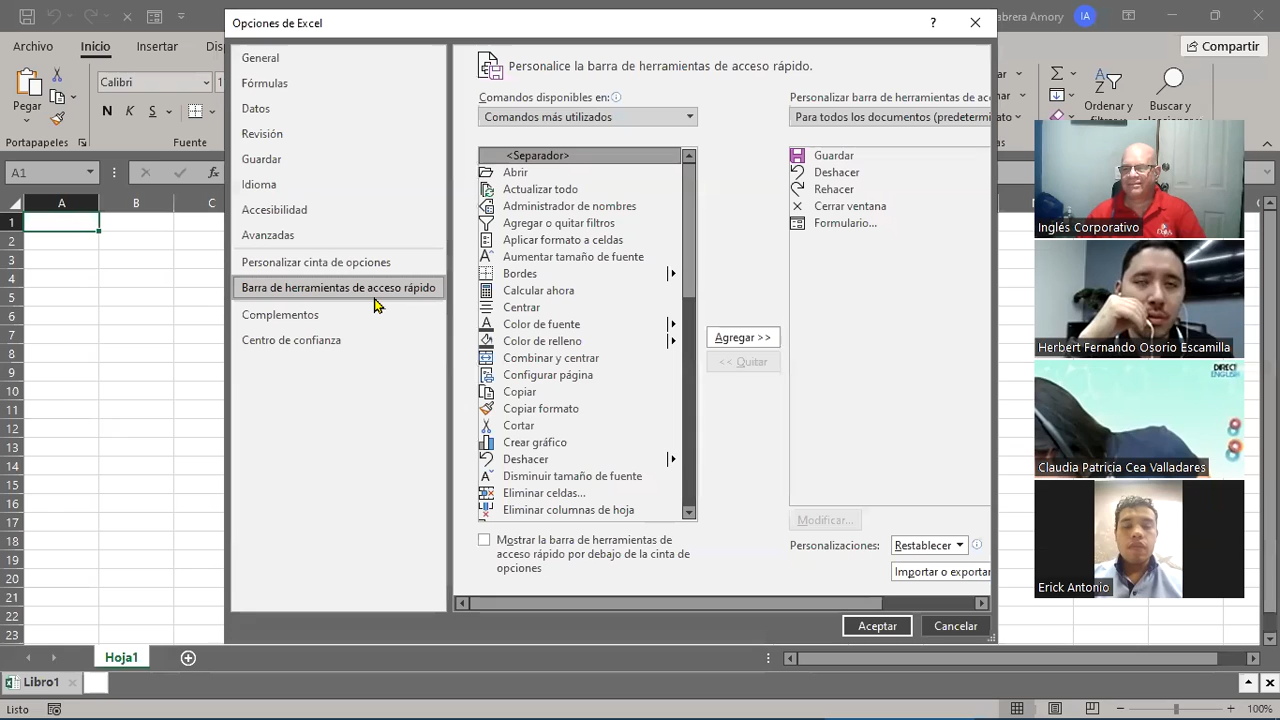 Opciones de Excel
?
abrera Amory
IA
Archivo
Inicio
Insertar
Compartir
Pegar
Portapapeles
Calibri
N
K
S
Ordenar y
filtrar
Buscar y
General
Fórmulas
Datos
Revisión
Guardar
Idioma
Accesibilidad
Avanzadas
Personalizar cinta de opciones
Barra de herramientas de acceso rápido
Complementos
Centro de confianza
Personalice la barra de herramientas de acceso rápido.
Comandos disponibles en:
Comandos más utilizados
<Separador>
Abrir
Actualizar todo
Administrador de nombres
Agregar o quitar filtros
Aplicar formato a celdas
Aumentar tamaño de fuente
Bordes
Calcular ahora
Centrar
Color de fuente
Color de relleno
Combinar y centrar
Configurar página
Copiar
Copiar formato
Cortar
Crear gráfico
Deshacer
Disminuir tamaño de fuente
Eliminar celdas...
Eliminar columnas de hoja
Mostrar la barra de herramientas de
acceso rápido por debajo de la cinta de
opciones
Agregar >>
<< Quitar
Personalizar barra de herramientas de acc
Para todos los documentos (predetermi
Guardar
Deshacer
Rehacer
Cerrar ventana
Formulario...
Modificar...
Personalizaciones:
Restablecer
Importar o exportar
Aceptar
Cancelar
A1
fx
A
B
C
1
2
3
4
5
6
7
8
9
10
11
12
13
14
15
16
17
18
19
20
21
22
23
Inglés Corporativo
Herbert Fernando Osorio Escamilla
DIRECT
ENGLISH
Claudia Patricia Cea Valladares
Erick Antonio
Hoja1
Libro1
Listo
100%